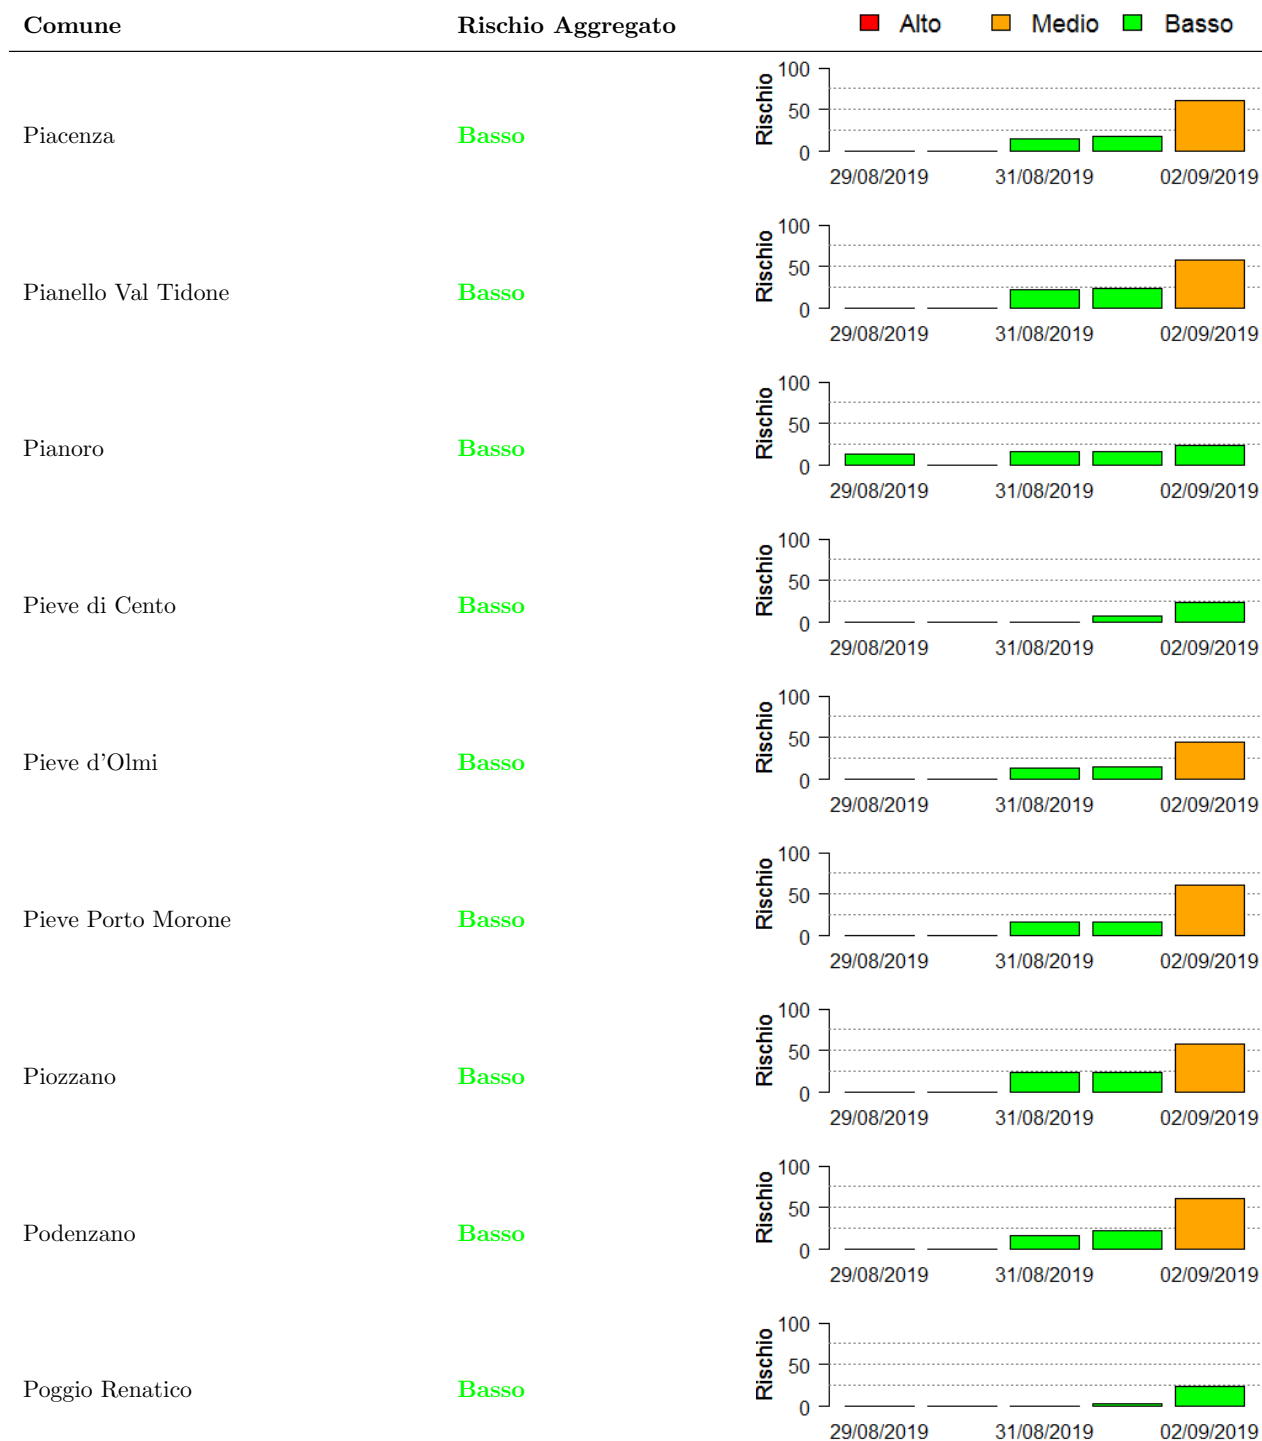 Comune Rischio Aggregato Alto Medio Basso
Piacenza Basso Rischio 100 50 0
29/08/2019 31/08/2019 02/09/2019
Pianello Val Tidone Basso Rischio 100 50 0
29/08/2019 31/08/2019 02/09/2019
Pianoro Basso Rischio 100 50 0
29/08/2019 31/08/2019 02/09/2019
Pieve di Cento Basso Rischio 100 50 0
29/08/2019 31/08/2019 02/09/2019
Pieve d'Olmi Basso Rischio 100 50 0
29/08/2019 31/08/2019 02/09/2019
Pieve Porto Morone Basso Rischio 100 50 0
29/08/2019 31/08/2019 02/09/2019
Piozzano Basso Rischio 100 50 0
29/08/2019 31/08/2019 02/09/2019
Podenzano Basso Rischio 100 50 0
29/08/2019 31/08/2019 02/09/2019
Poggio Renatico Basso Rischio 100 50 0
29/08/2019 31/08/2019 02/09/2019